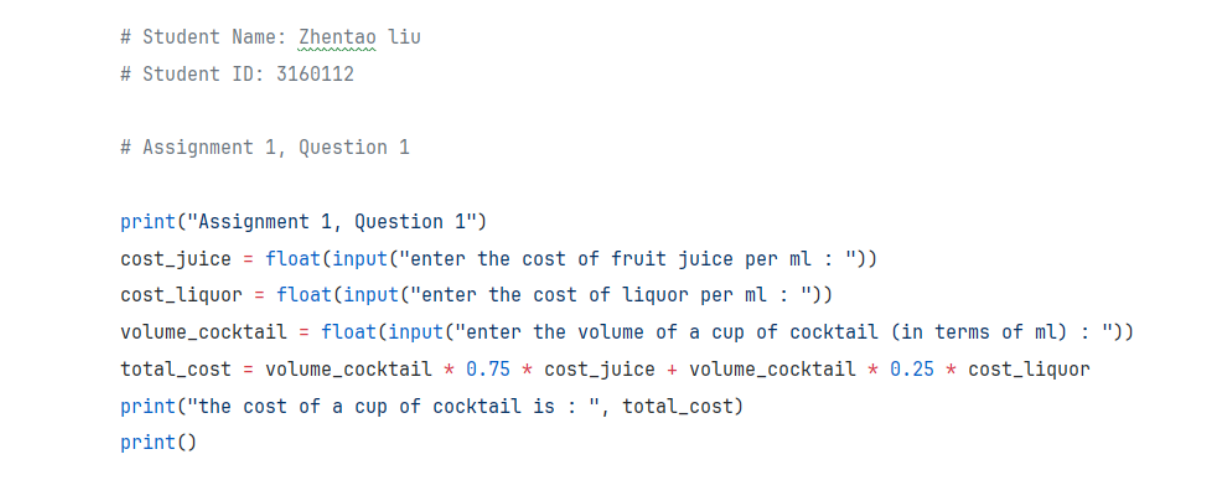 # Student Name: Zhentao liu
# Student ID: 3160112
# Assignment 1, Question 1
print("Assignment 1, Question 1")
cost_juice = float(input("enter the cost of fruit juice per ml : "))
cost_liquor = float(input("enter the cost of liquor per ml : "))
volume_cocktail = float(input("enter the volume of a cup of cocktail (in terms of ml) : "))
total_cost = volume_cocktail * 0.75 * cost_juice + volume_cocktail * 0.25 * cost_liquor
print("the cost of a cup of cocktail is : ", total_cost)
print()